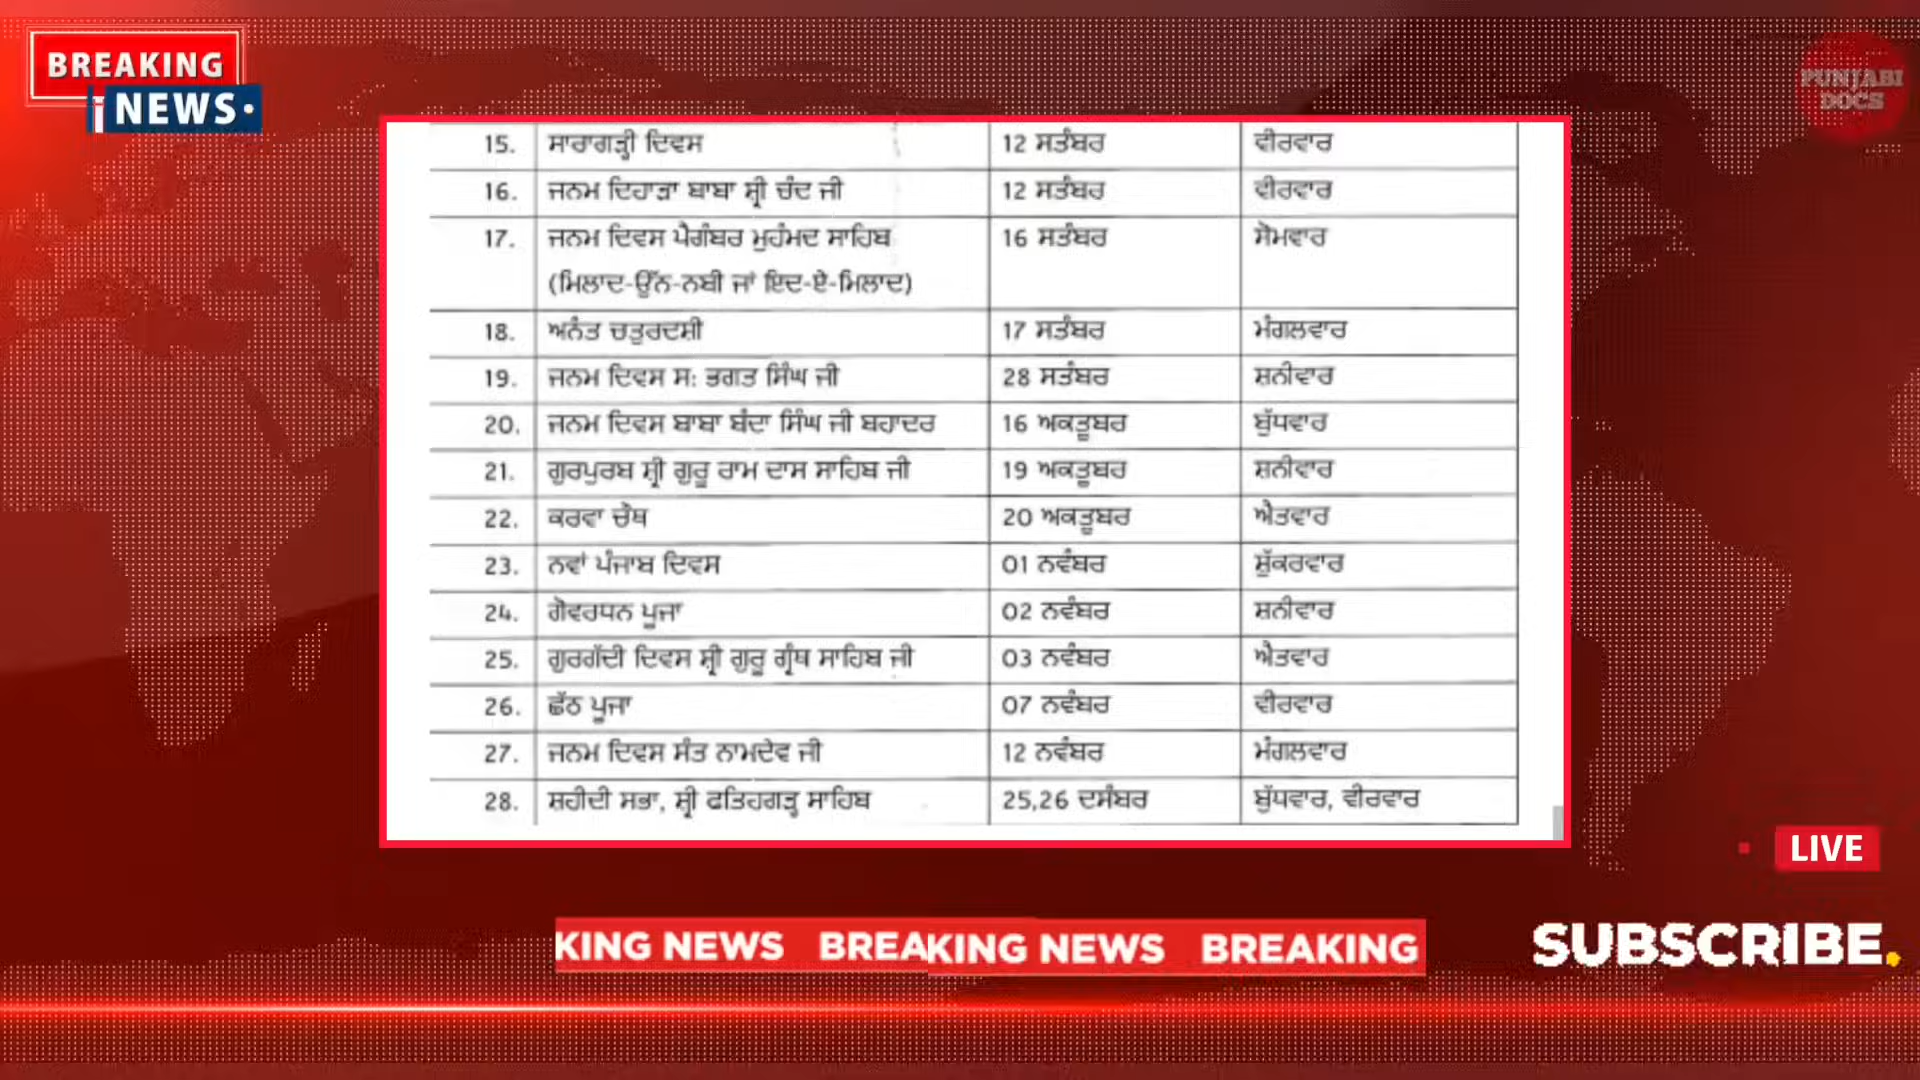 BREAKING
NEWS
PUNJABI
DOCS
15. ਸਾਰਾਗੜ੍ਹੀ ਦਿਵਸ 12 ਸਤੰਬਰ ਵੀਰਵਾਰ
16. ਜਨਮ ਦਿਹਾੜਾ ਬਾਬਾ ਸ਼੍ਰੀ ਚੰਦ ਜੀ 12 ਸਤੰਬਰ ਵੀਰਵਾਰ
17. ਜਨਮ ਦਿਵਸ ਪੈਗੰਬਰ ਮੁਹੰਮਦ ਸਾਹਿਬ 16 ਸਤੰਬਰ ਸੋਮਵਾਰ
(ਮਿਲਾਦ-ਉੱਨ-ਨਬੀ ਜਾਂ ਇਦ-ਏ-ਮਿਲਾਦ)
18. ਅਨੰਤ ਚਤੁਰਦਸ਼ੀ 17 ਸਤੰਬਰ ਮੰਗਲਵਾਰ
19. ਜਨਮ ਦਿਵਸ ਸ: ਭਗਤ ਸਿੰਘ ਜੀ 28 ਸਤੰਬਰ ਸ਼ਨੀਵਾਰ
20. ਜਨਮ ਦਿਵਸ ਬਾਬਾ ਬੰਦਾ ਸਿੰਘ ਜੀ ਬਹਾਦਰ 16 ਅਕਤੂਬਰ ਬੁੱਧਵਾਰ
21. ਗੁਰਪੁਰਬ ਸ਼੍ਰੀ ਗੁਰੂ ਰਾਮ ਦਾਸ ਸਾਹਿਬ ਜੀ 19 ਅਕਤੂਬਰ ਸ਼ਨੀਵਾਰ
22. ਕਰਵਾ ਚੌਥ 20 ਅਕਤੂਬਰ ਐਤਵਾਰ
23. ਨਵਾਂ ਪੰਜਾਬ ਦਿਵਸ 01 ਨਵੰਬਰ ਸ਼ੁੱਕਰਵਾਰ
24. ਗੋਵਰਧਨ ਪੂਜਾ 02 ਨਵੰਬਰ ਸ਼ਨੀਵਾਰ
25. ਗੁਰਗੱਦੀ ਦਿਵਸ ਸ਼੍ਰੀ ਗੁਰੂ ਗ੍ਰੰਥ ਸਾਹਿਬ ਜੀ 03 ਨਵੰਬਰ ਐਤਵਾਰ
26. ਛੱਠ ਪੂਜਾ 07 ਨਵੰਬਰ ਵੀਰਵਾਰ
27. ਜਨਮ ਦਿਵਸ ਸੰਤ ਨਾਮਦੇਵ ਜੀ 12 ਨਵੰਬਰ ਮੰਗਲਵਾਰ
28. ਸ਼ਹੀਦੀ ਸਭਾ, ਸ਼੍ਰੀ ਫਤਿਹਗੜ੍ਹ ਸਾਹਿਬ 25,26 ਦਸੰਬਰ ਬੁੱਧਵਾਰ, ਵੀਰਵਾਰ
LIVE
KING NEWS BREAKING NEWS BREAKING
SUBSCRIBE.